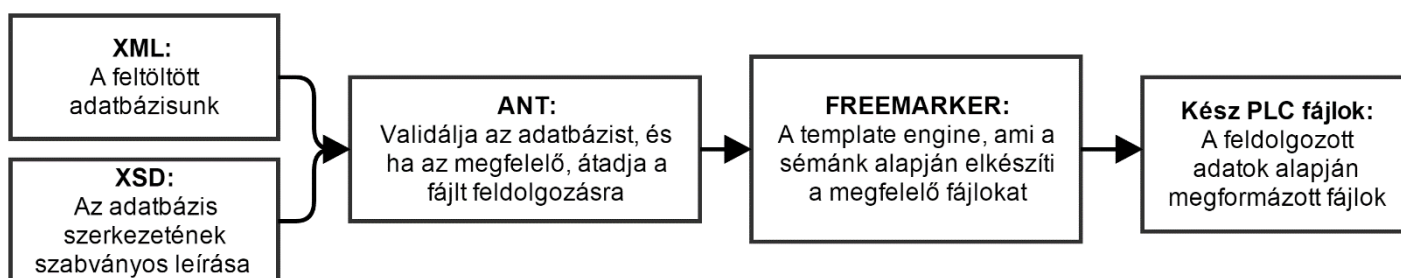 XML:
A feltöltött
adatbázisunk
XSD:
Az adatbázis
szerkezetének
szabványos leírása
ANT:
Validálja az adatbázist, és
ha az megfelelő, átadja a
fájlt feldolgozásra
FREEMARKER:
A template engine, ami a
sémánk alapján elkészíti
a megfelelő fájlokat
Kész PLC fájlok:
A feldolgozott
adatok alapján
megformázott fájlok